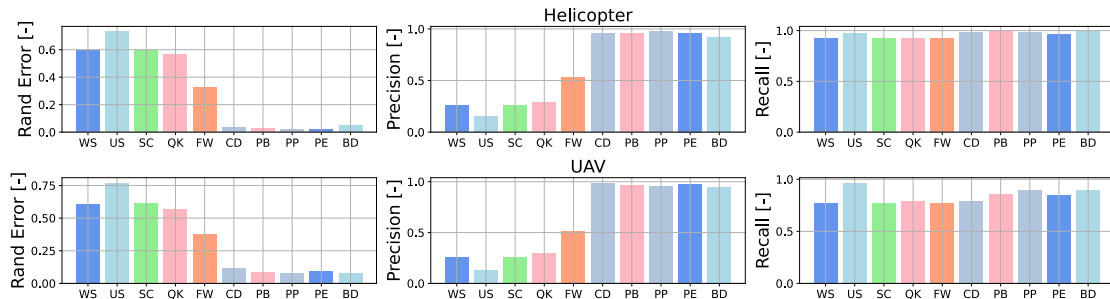 Helicopter
Rand Error [-]
0.6
0.4
0.2
0.0
WS US SC QK FW CD PB PP PE BD
Precision [-]
1.0
0.5
0.0
WS US SC QK FW CD PB PP PE BD
Recall [-]
1.0
0.5
0.0
WS US SC QK FW CD PB PP PE BD
UAV
Rand Error [-]
0.75
0.50
0.25
0.00
WS US SC QK FW CD PB PP PE BD
Precision [-]
1.0
0.5
0.0
WS US SC QK FW CD PB PP PE BD
Recall [-]
1.0
0.5
0.0
WS US SC QK FW CD PB PP PE BD